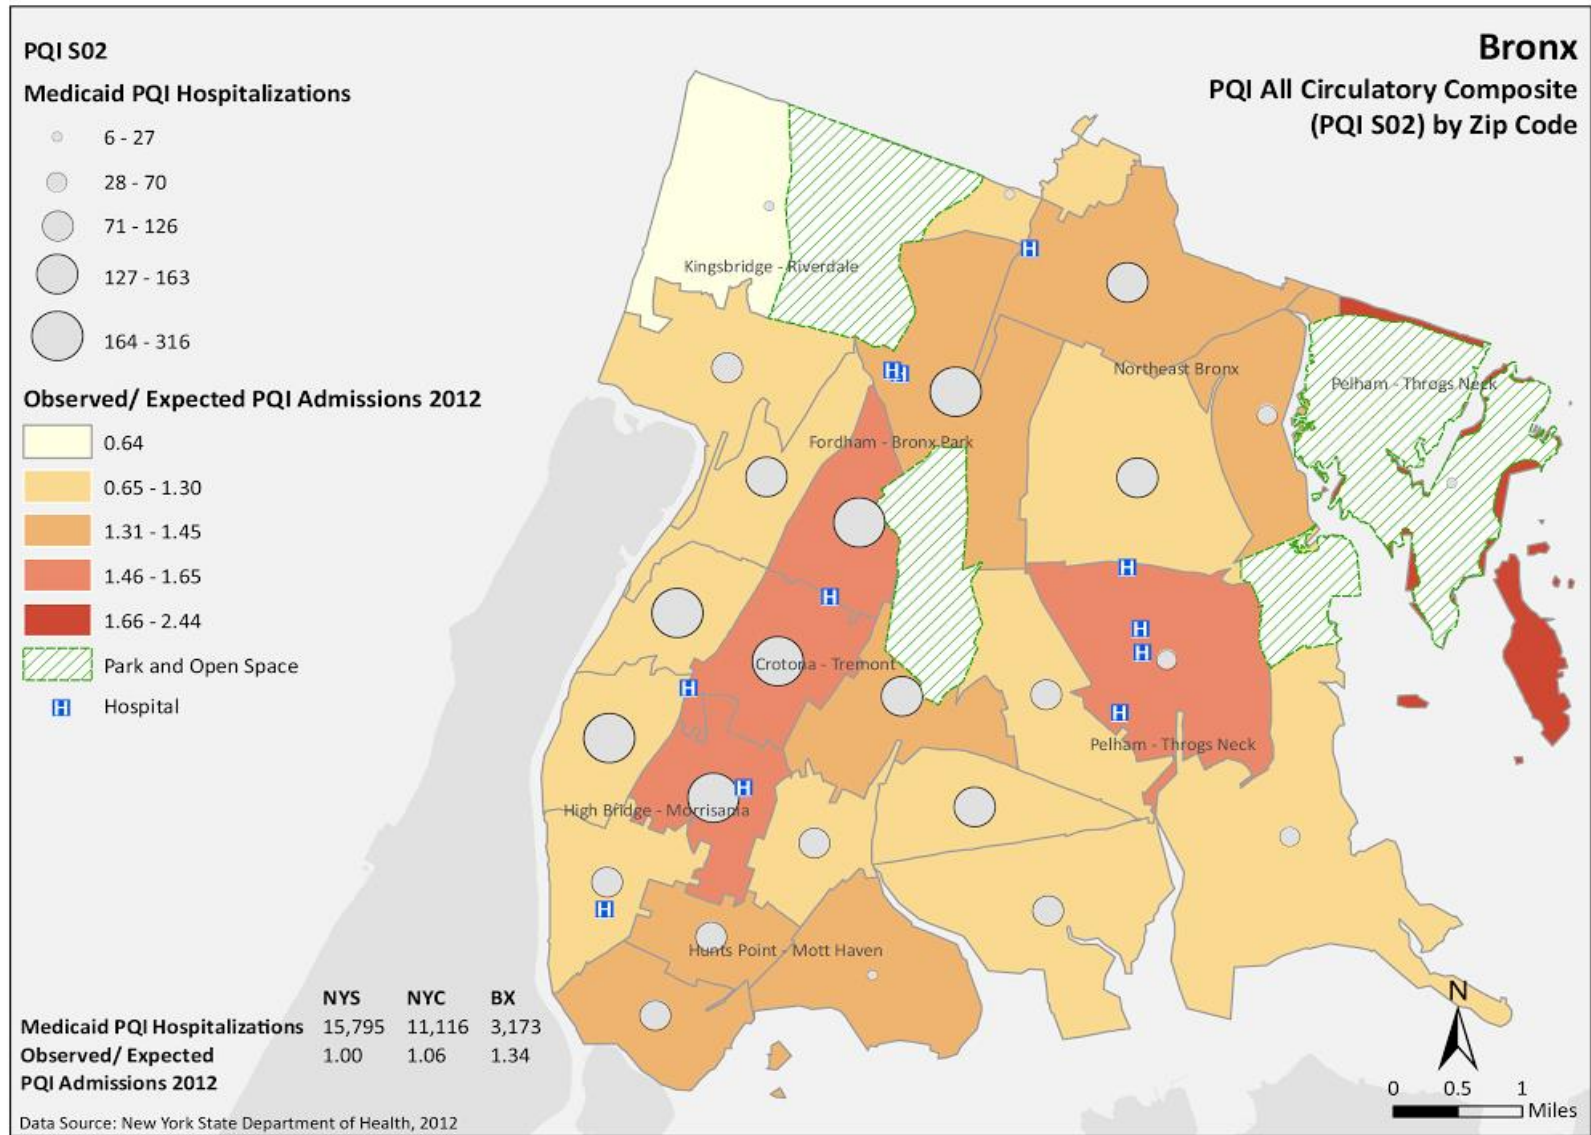 PQI S02
Medicaid PQI Hospitalizations
6 - 27
28 - 70
71 - 126
127 - 163
164 - 316
Observed/ Expected PQI Admissions 2012
0.64
0.65 - 1.30
1.31 - 1.45
1.46 - 1.65
1.66 - 2.44
Park and Open Space
H Hospital
Bronx
PQI All Circulatory Composite
(PQI S02) by Zip Code
H
Kingsbridge - Riverdale
Northeast Bronx
H H
Pelham - Throgs Neck
Fordham - Bronx Park
H
H
H
H
Crotona - Tremont
H
H
Pelham - Throgs Neck
H
High Bridge - Morrisania
H
Hunts Point - Mott Haven
N
0 0.5 1
Miles
NYS NYC BX
Medicaid PQI Hospitalizations 15,795 11,116 3,173
Observed/ Expected 1.00 1.06 1.34
PQI Admissions 2012
Data Source: New York State Department of Health, 2012